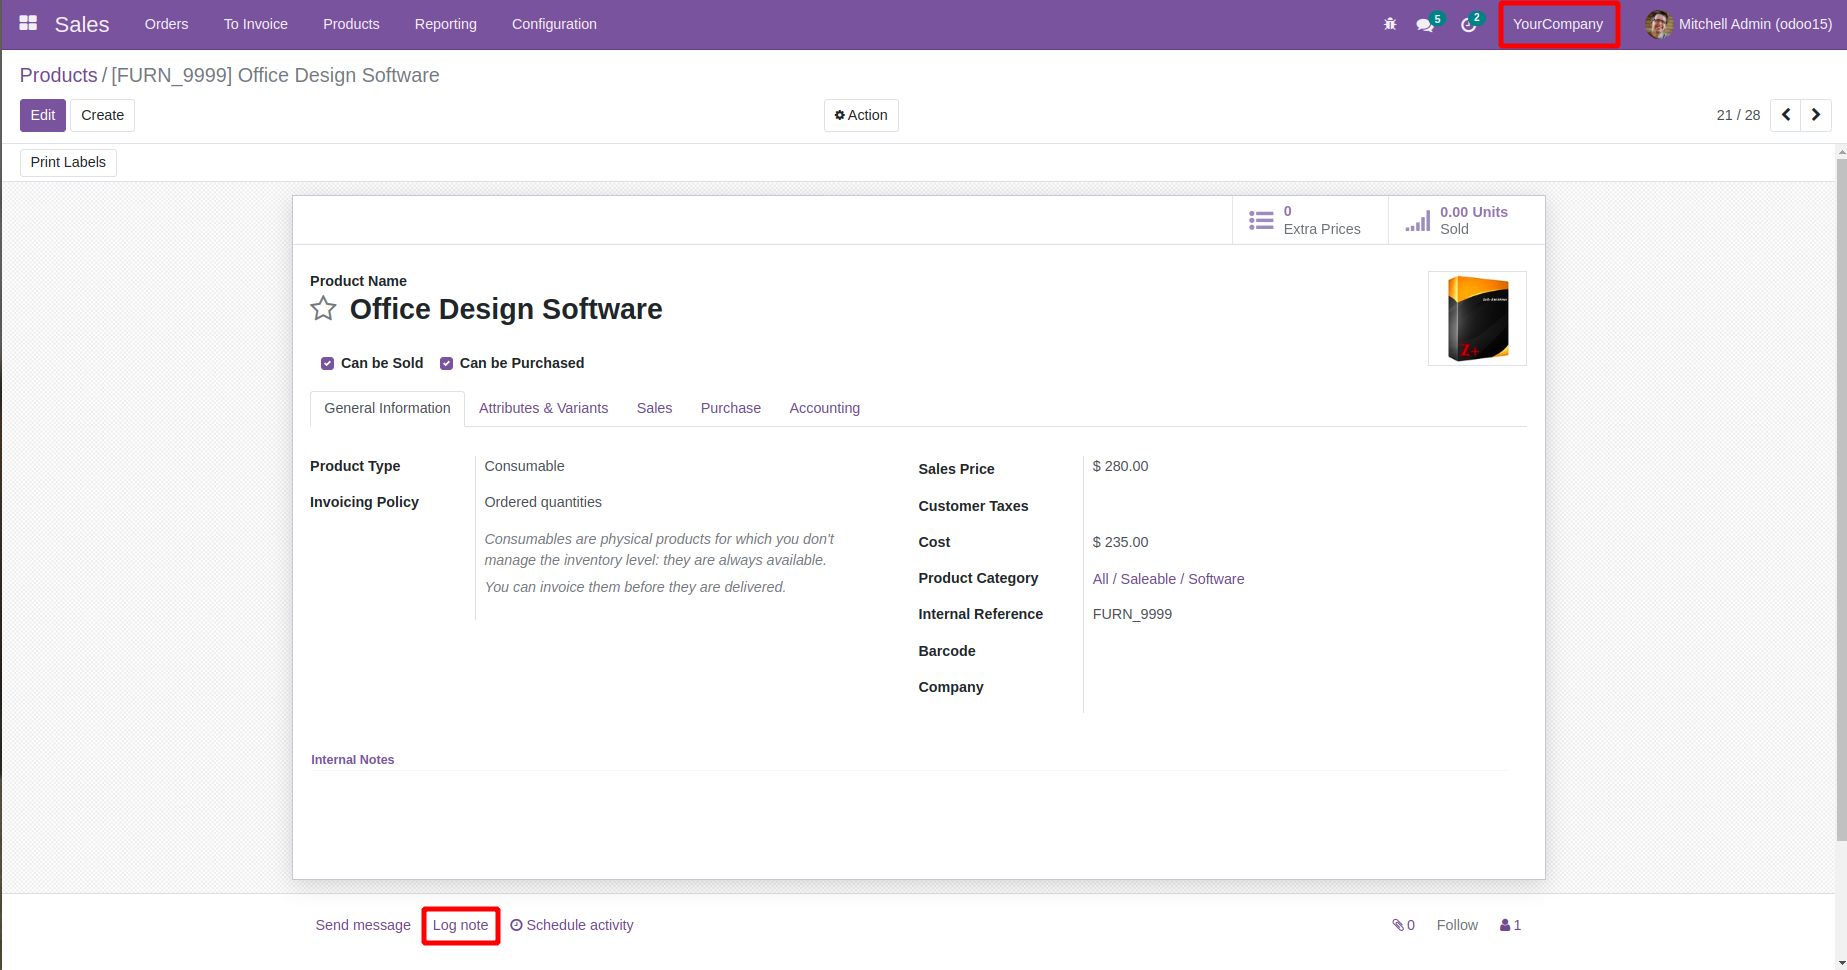 Sales Orders To Invoice Products Reporting Configuration 5 2 YourCompany Mitchell Admin (odoo15)
Products / [FURN_9999] Office Design Software
Edit Create Action 21 / 28
Print Labels
0 Extra Prices
0.00 Units Sold
Product Name
Office Design Software
Can be Sold Can be Purchased
General Information Attributes & Variants Sales Purchase Accounting
Product Type Consumable
Invoicing Policy Ordered quantities
Consumables are physical products for which you don't
manage the inventory level: they are always available.
You can invoice them before they are delivered.
Sales Price $ 280.00
Customer Taxes
Cost $ 235.00
Product Category All / Saleable / Software
Internal Reference FURN_9999
Barcode
Company
Z+
Internal Notes
Send message Log note Schedule activity 0 Follow 1